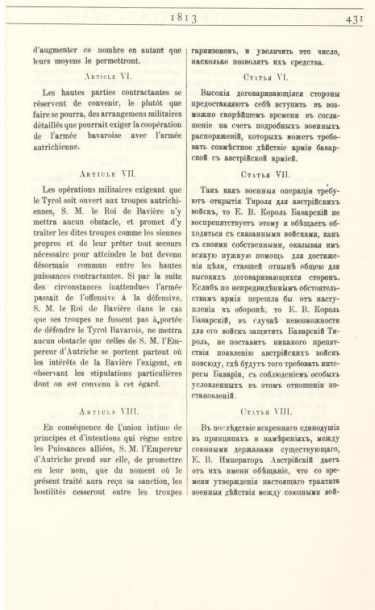 1813
431
d'augmenter ce nombre en autant que
leurs moyens le permettront.
Article VI.
Les hautes parties contractantes se
réservent de convenir, le plutôt que
faire se pourra, des arrangemens militaires
détaillés que pourrait exiger la coopération
de l'armée bavaroise avec l'armée
autrichienne.
Article VII.
Les opérations militaires exigeant que
le Tyrol soit ouvert aux troupes autrichi-
ennes, S. M. le Roi de Bavière n'y
mettra aucun obstacle, et promet d'y
traiter les dites troupes comme les siennes
propres et de leur prêter tout secours
nécessaire pour atteindre le but devenu
désormais commun entre les hautes
puissances contractantes. Si par la suite
des circonstances inattendues l'armée
passait de l'offensive à la défensive,
S. M. le Roi de Bavière dans le cas
que ses troupes ne fussent pas à portée
de défendre le Tyrol Bavarois, ne mettra
aucun obstacle que celles de S. M. l'Em-
pereur d'Autriche se portent partout où
les intérêts de la Bavière l'exigent, en
observant les stipulations particulières
dont on est convenu à cet égard.
Article VIII.
En conséquence de l'union intime de
principes et d'intentions qui règne entre
les Puissances alliées, S. M. l'Empereur
d'Autriche prend sur elle, de promettre
en leur nom, que du moment où le
présent traité aura reçu sa sanction, les
hostilités cesseront entre les troupes
гарнизоновъ, и увеличить это число,
насколько позволятъ ихъ средства.
Статья VI.
Высокія договаривающіяся стороны
предоставляютъ себѣ вступить въ воз-
можно скорѣйшемъ времени въ согла-
шеніе на счетъ подробныхъ военныхъ
распоряженій, которыхъ можетъ требо-
вать совмѣстное дѣйствіе арміи бавар-
ской съ австрійской арміей.
Статья VII.
Такъ какъ военныя операціи требу-
ютъ открытія Тироля для австрійскихъ
войскъ, то Е. В. Король Баварскій не
воспрепятствуетъ этому и обѣщаетъ об-
ходиться съ сказанными войсками, какъ
съ своими собственными, оказывая имъ
всякую нужную помощь для достиже-
нія цѣли, ставшей отнынѣ общею для
высокихъ договаривающихся сторонъ.
Еслибъ по непредвидѣннымъ обстоятель-
ствамъ армія перешла бы отъ насту-
пленія къ оборонѣ, то Е. В. Король
Баварскій, въ случаѣ невозможности
для его войскъ защитить Баварскій Ти-
роль, не поставитъ никакого препят-
ствія появленію австрійскихъ войскъ
повсюду, гдѣ будутъ того требовать инте-
ресы Баваріи, съ соблюденіемъ особыхъ
условленныхъ въ этомъ отношеніи по-
становленій.
Статья VIII.
Въ послѣдствіе искренняго единодушія
въ принципахъ и намѣреніяхъ, между
союзными державами существующаго,
Е. В. Императоръ Австрійскій даетъ
отъ ихъ имени обѣщаніе, что со вре-
мени утвержденія настоящаго трактата
военныя дѣйствія между союзными вой-